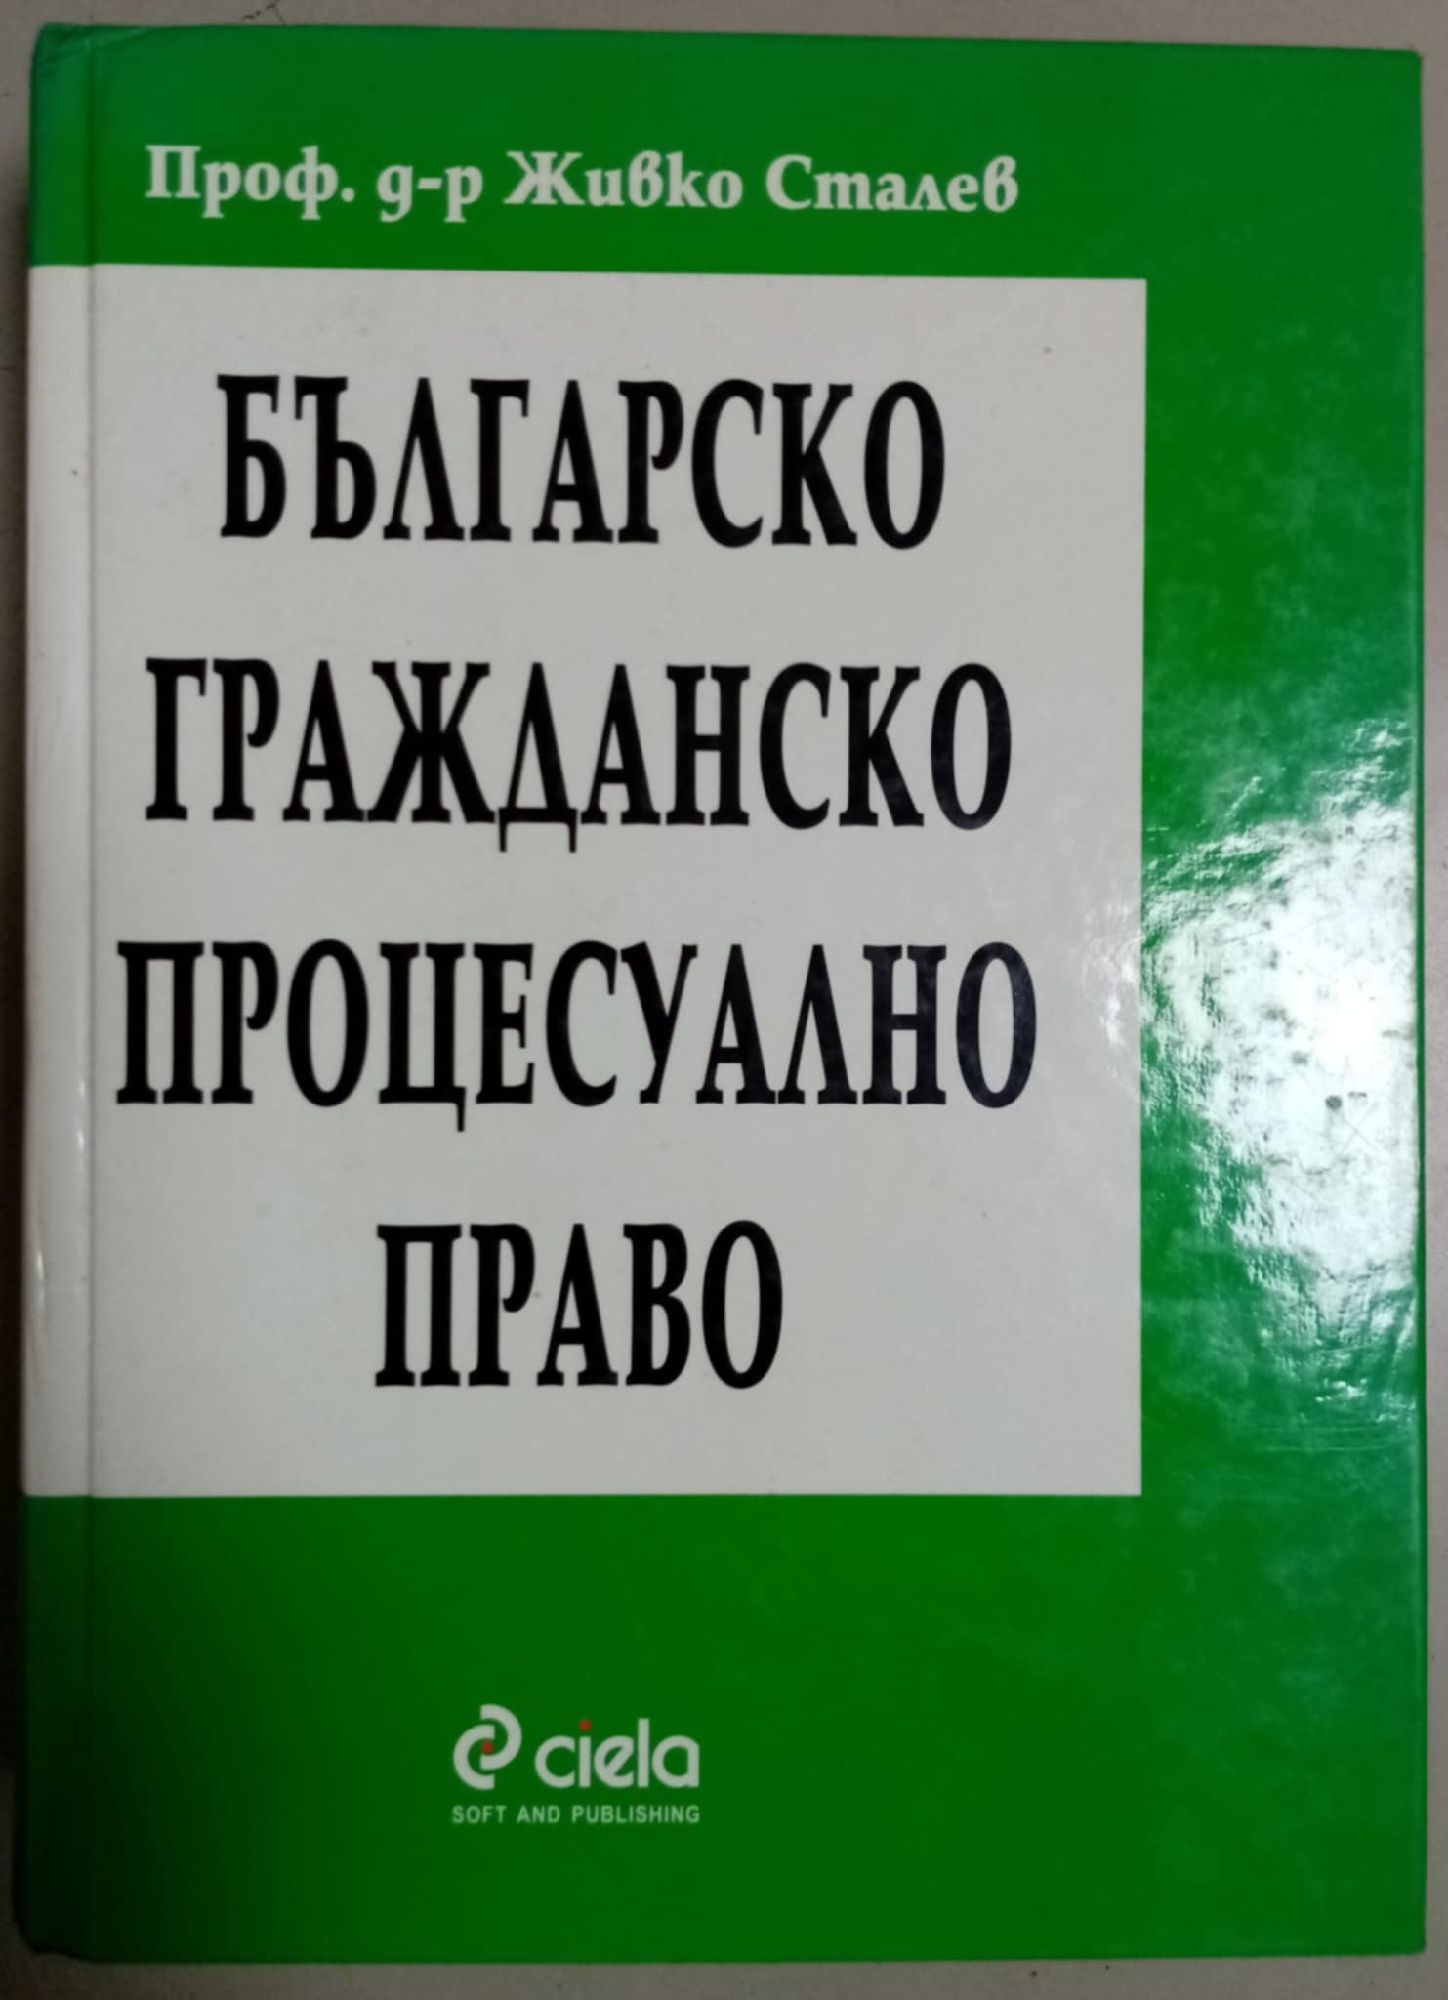 Проф. д-р Живко Сталев
БЪЛГАРСКО
ГРАЖДАНСКО
ПРОЦЕСУАЛНО
ПРАВО
ciela
SOFT AND PUBLISHING